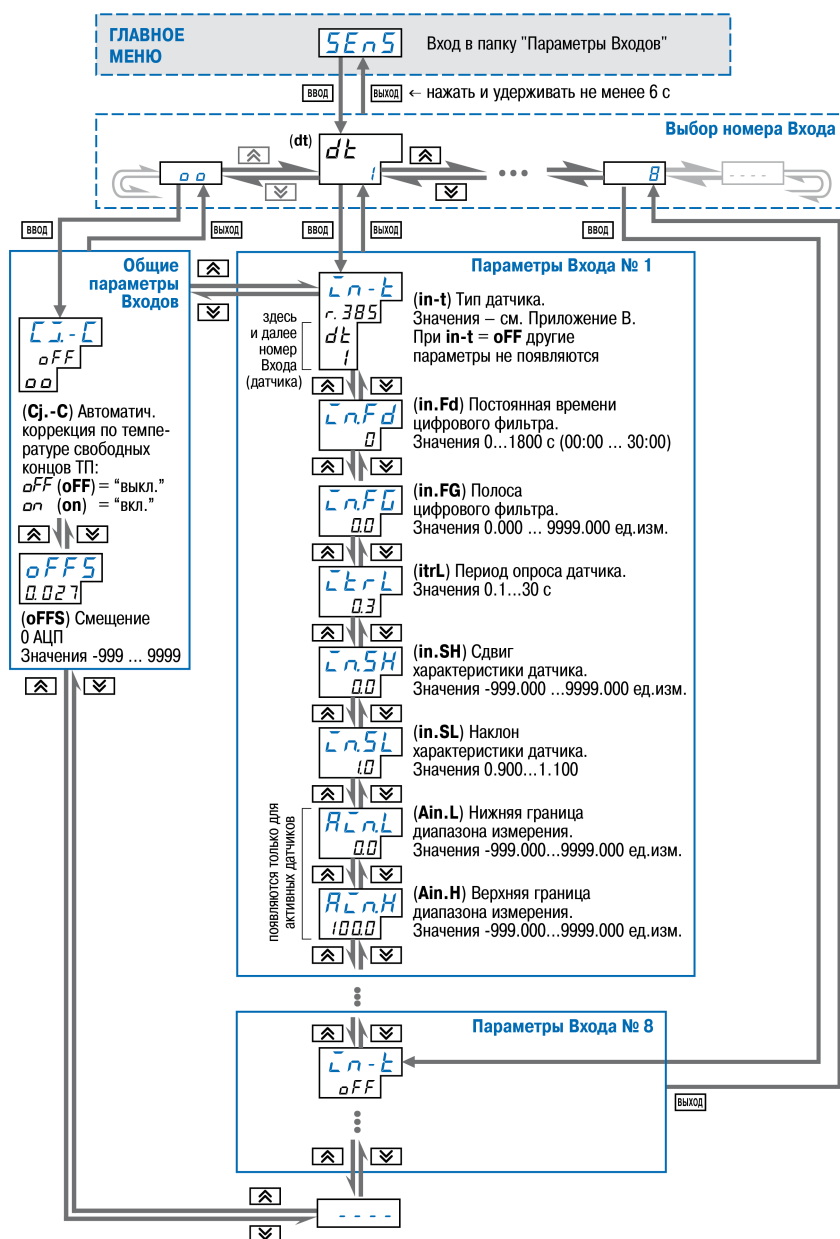 ГЛАВНОЕ
МЕНЮ
SEnS
Вход в папку "Параметры Входов"
ВВОД
ВЫХОД ← нажать и удерживать не менее 6 с
Выбор номера Входа
(dt)
dt
1
oo
•••
8
- - - -
ВВОД
ВЫХОД
ВВОД
ВЫХОД
ВВОД
Общие
параметры
Входов
CJ.-C
oFF
oo
(Cj.-C) Автоматич.
коррекция по темпе-
ратуре свободных
концов ТП:
oFF (oFF) = “выкл.”
on (on) = “вкл.”
oFFS
0.027
(oFFS) Смещение
0 АЦП
Значения -999 ... 9999
Параметры Входа № 1
in-t
r.385
dt
1
здесь
и далее
номер
Входа
(датчика)
(in-t) Тип датчика.
Значения – см. Приложение В.
При in-t = oFF другие
параметры не появляются
in.Fd
0
(in.Fd) Постоянная времени
цифрового фильтра.
Значения 0...1800 с (00:00 ... 30:00)
in.FG
0.0
(in.FG) Полоса
цифрового фильтра.
Значения 0.000 ... 9999.000 ед.изм.
itrL
0.3
(itrL) Период опроса датчика.
Значения 0.1...30 с
in.SH
0.0
(in.SH) Сдвиг
характеристики датчика.
Значения -999.000 ...9999.000 ед.изм.
in.SL
1.0
(in.SL) Наклон
характеристики датчика.
Значения 0.900...1.100
появляются только для
активных датчиков
Ain.L
0.0
(Ain.L) Нижняя граница
диапазона измерения.
Значения -999.000...9999.000 ед.изм.
Ain.H
100.0
(Ain.H) Верхняя граница
диапазона измерения.
Значения -999.000...9999.000 ед.изм.
Параметры Входа № 8
in-t
oFF
ВЫХОД
- - - -